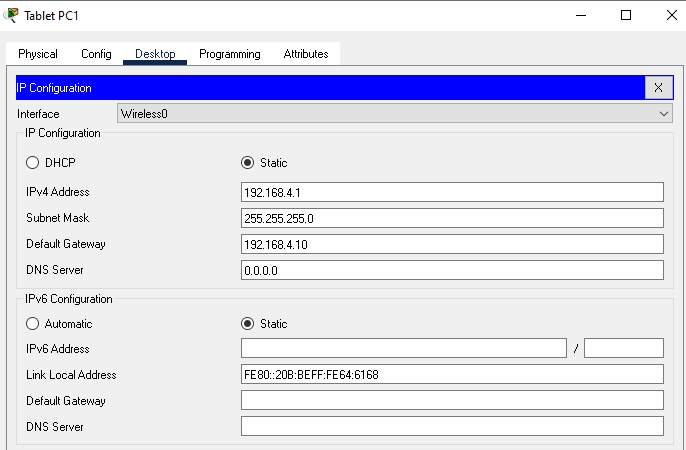 Tablet PC1
Physical Config Desktop Programming Attributes
IP Configuration X
Interface Wireless0
IP Configuration
DHCP Static
IPv4 Address 192.168.4.1
Subnet Mask 255.255.255.0
Default Gateway 192.168.4.10
DNS Server 0.0.0.0
IPv6 Configuration
Automatic Static
IPv6 Address /
Link Local Address FE80::20B:BEFF:FE64:6168
Default Gateway
DNS Server